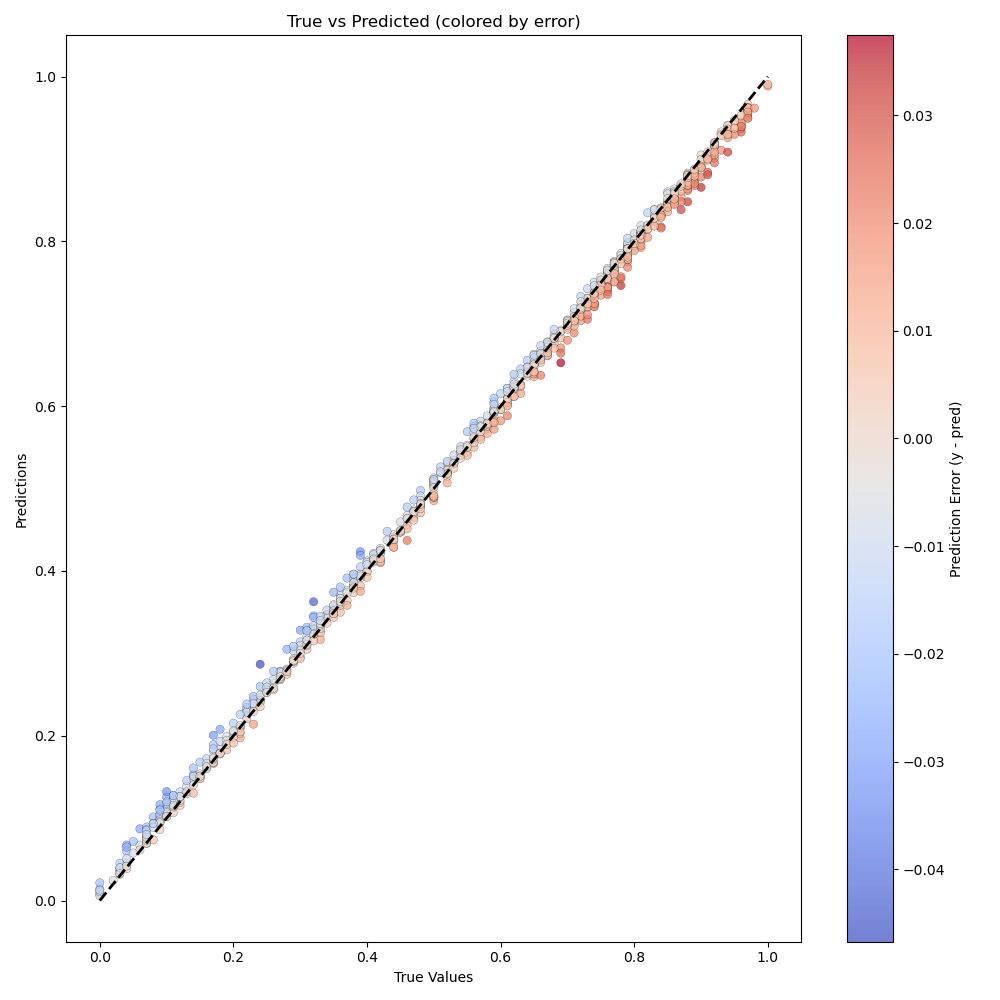 True vs Predicted (colored by error)
1.0
0.8
0.6
0.4
0.2
0.0
Predictions
0.0 0.2 0.4 0.6 0.8 1.0
True Values
0.03
0.02
0.01
0.00
−0.01
−0.02
−0.03
−0.04
Prediction Error (y - pred)